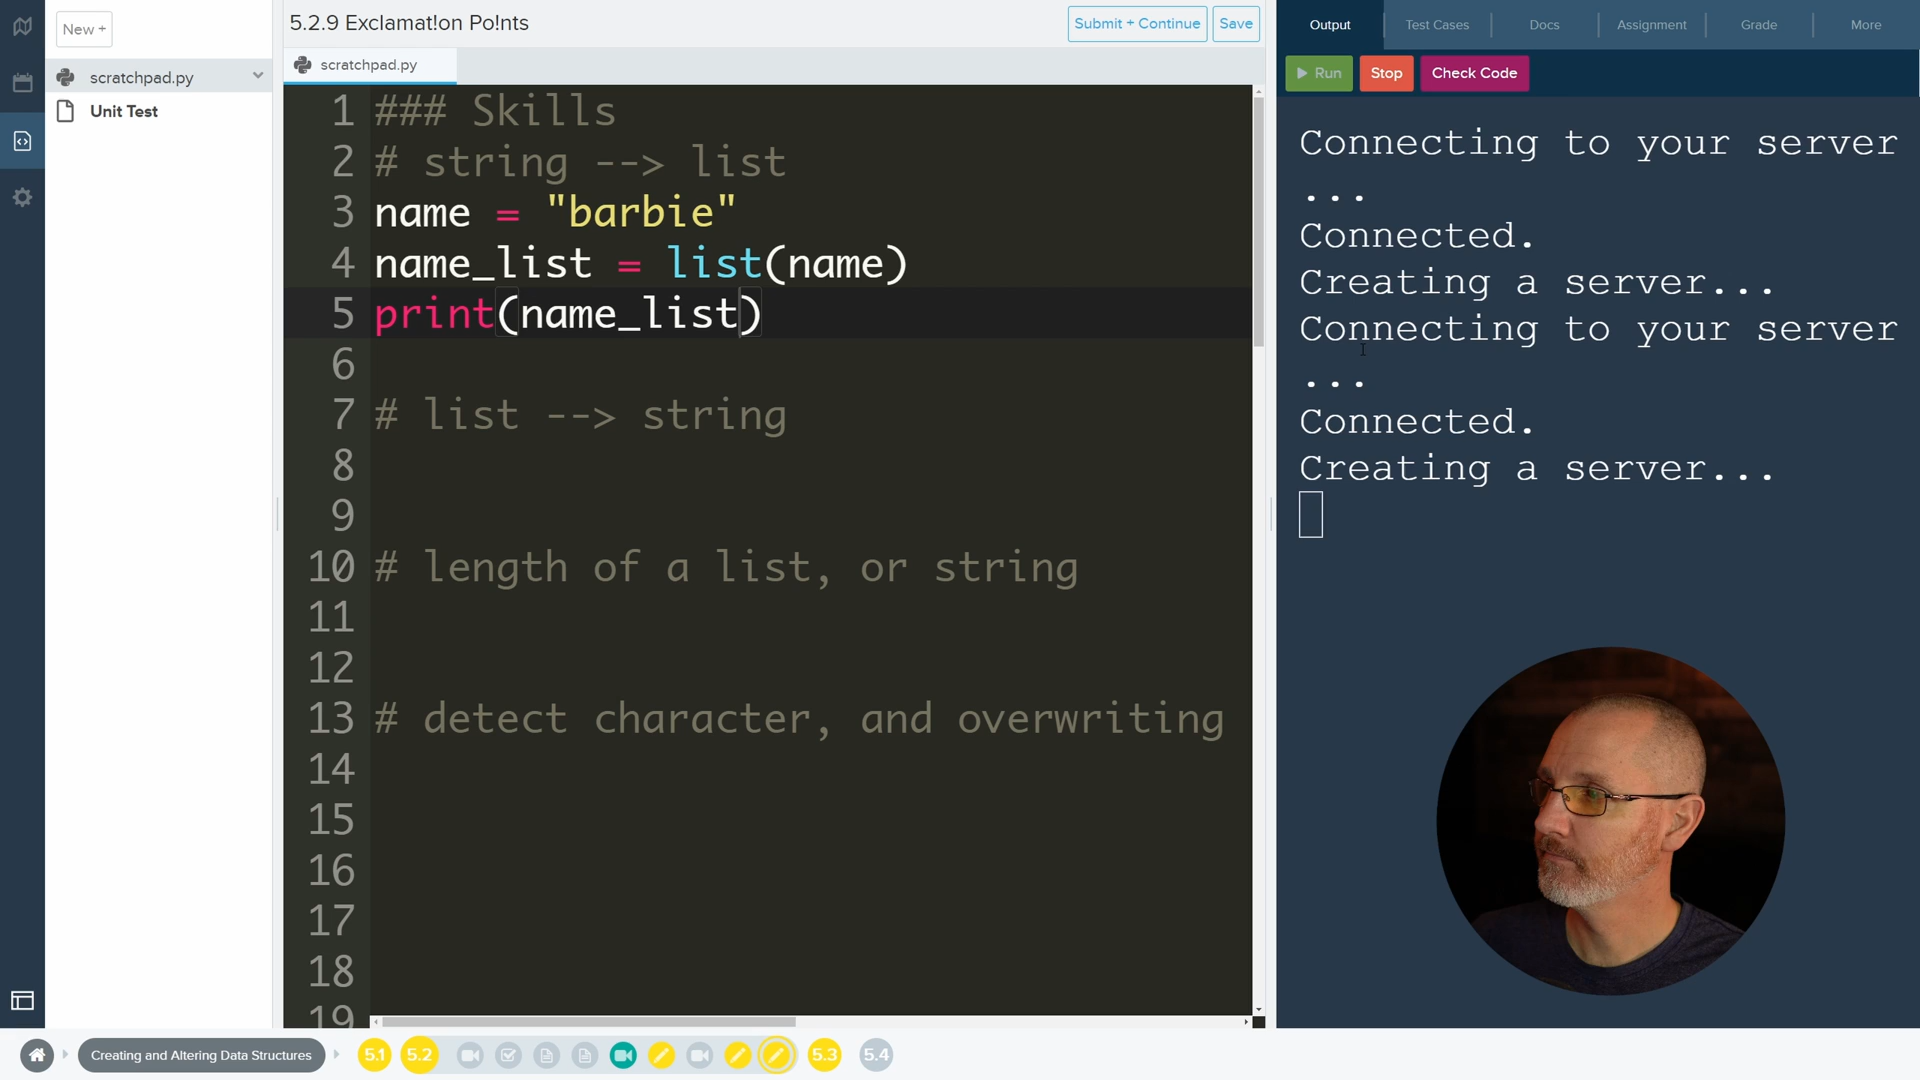 New +
scratchpad.py
Unit Test
5.2.9 Exclamat!on Po!nts
Submit + Continue
Save
scratchpad.py
1 ### Skills
2 # string --> list
3 name = "barbie"
4 name_list = list(name)
5 print(name_list)
6
7 # list --> string
8
9
10 # length of a list, or string
11
12
13 # detect character, and overwriting
14
15
16
17
18
19
Output
Test Cases
Docs
Assignment
Grade
More
Run
Stop
Check Code
Connecting to your server
...
Connected.
Creating a server...
Connecting to your server
...
Connected.
Creating a server...
Creating and Altering Data Structures
5.1
5.2
5.3
5.4